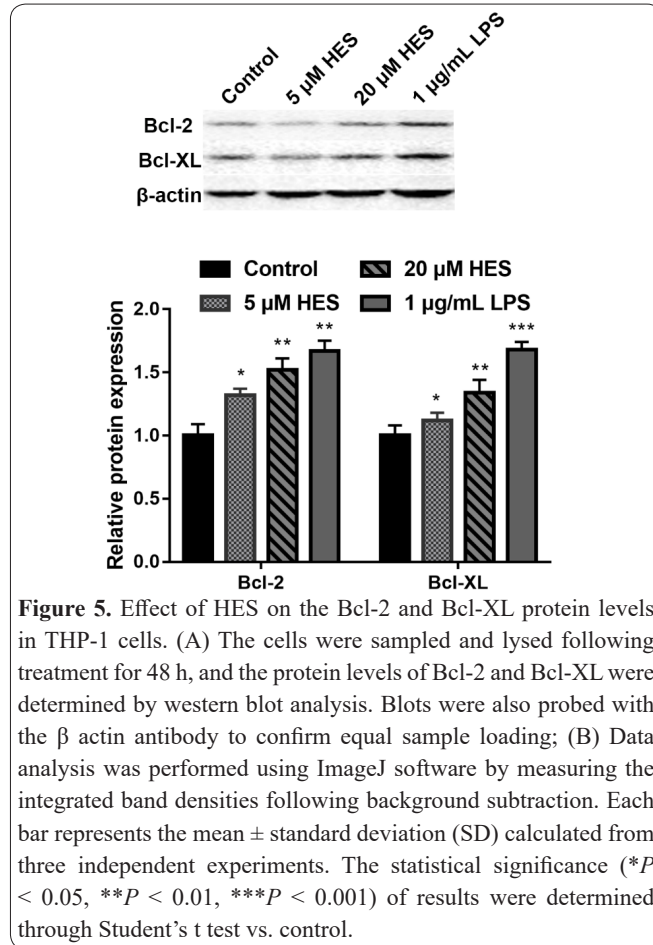 Control
5 µM HES
20 µM HES
1 µg/mL LPS
Bcl-2
Bcl-XL
β-actin
Control
20 µM HES
5 µM HES
1 µg/mL LPS
Relative protein expression
2.0
1.5
1.0
0.5
0.0
*
**
**
*
**
***
Bcl-2
Bcl-XL
Figure 5. Effect of HES on the Bcl-2 and Bcl-XL protein levels
in THP-1 cells. (A) The cells were sampled and lysed following
treatment for 48 h, and the protein levels of Bcl-2 and Bcl-XL were
determined by western blot analysis. Blots were also probed with
the β actin antibody to confirm equal sample loading; (B) Data
analysis was performed using ImageJ software by measuring the
integrated band densities following background subtraction. Each
bar represents the mean ± standard deviation (SD) calculated from
three independent experiments. The statistical significance (*P
< 0.05, **P < 0.01, ***P < 0.001) of results were determined
through Student’s t test vs. control.